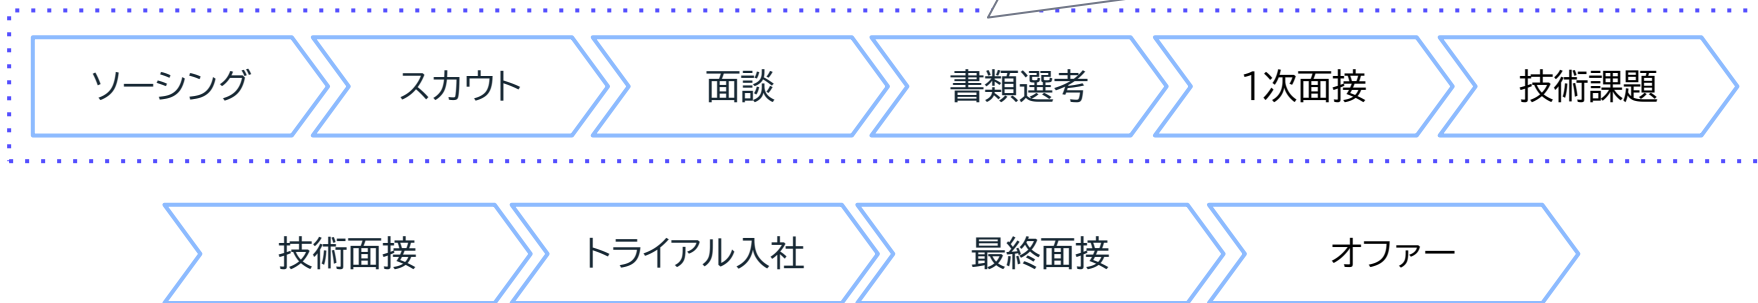 ソーシング スカウト 面談 書類選考 1次面接 技術課題
技術面接 トライアル入社 最終面接 オファー